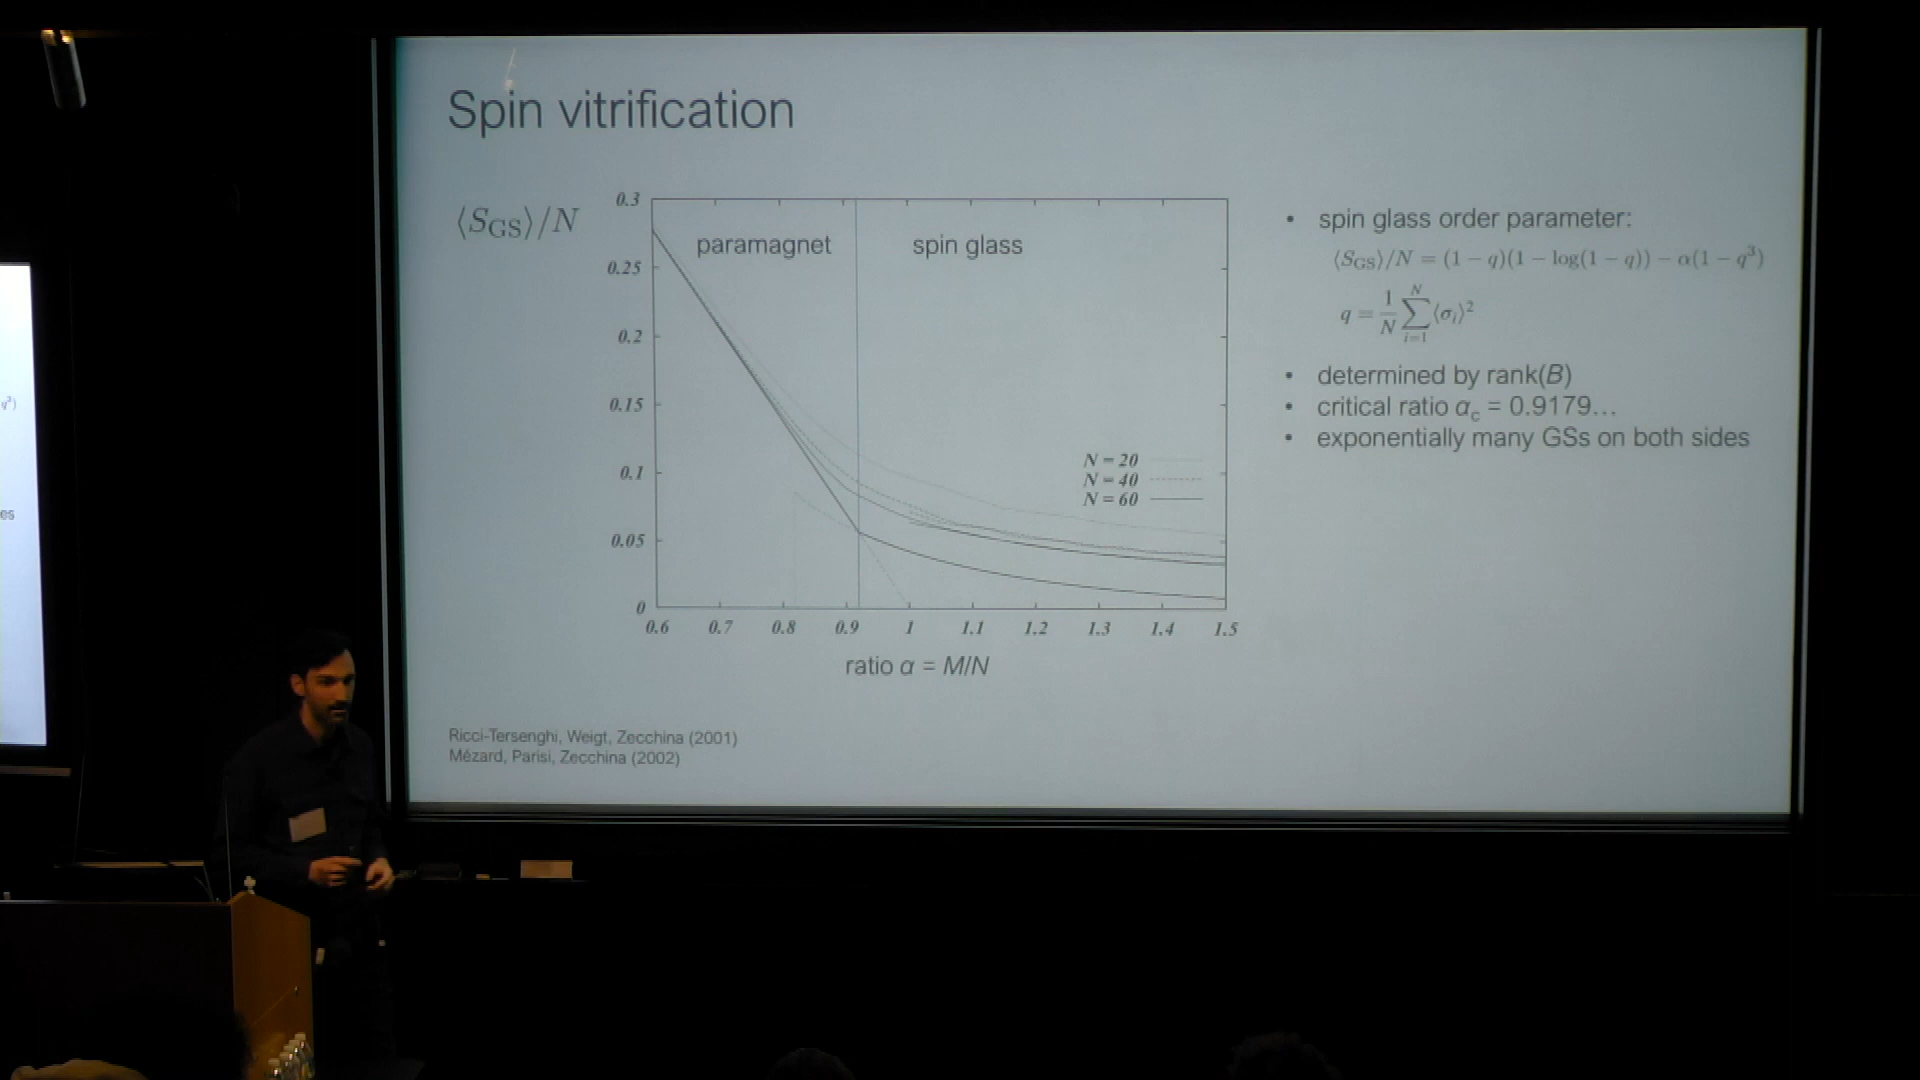 Spin vitrification
⟨S_GS⟩/N
0.3
0.25
0.2
0.15
0.1
0.05
0
paramagnet
spin glass
N = 20
N = 40
N = 60
0.6 0.7 0.8 0.9 1 1.1 1.2 1.3 1.4 1.5
ratio α = M/N
• spin glass order parameter:
⟨S_GS⟩/N = (1 − q)(1 − log(1 − q)) − α(1 − q³)
q = 1/N ∑_{i=1}^{N} ⟨σ_i⟩²
• determined by rank(B)
• critical ratio α_c = 0.9179...
• exponentially many GSs on both sides
Ricci-Tersenghi, Weigt, Zecchina (2001)
Mézard, Parisi, Zecchina (2002)
q³)
es